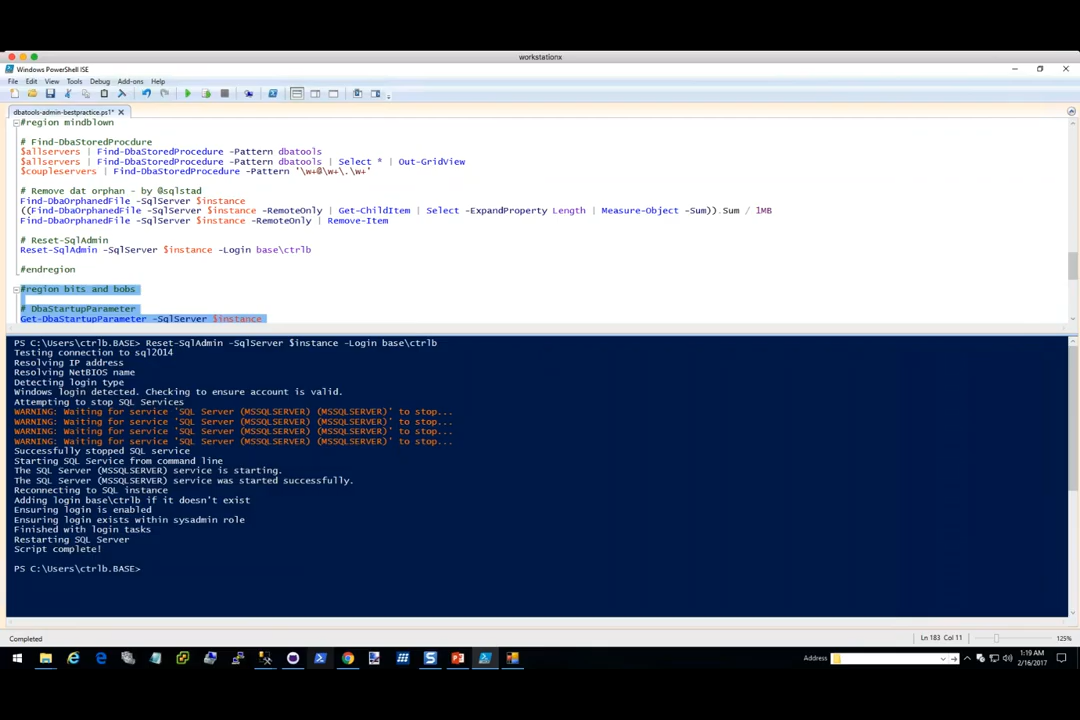 workstationx
Windows PowerShell ISE
File Edit View Tools Debug Add-ons Help
dbatools-admin-bestpractice.ps1*
#region mindblown
# Find-DbaStoredProcdure
$allservers | Find-DbaStoredProcedure -Pattern dbatools
$allservers | Find-DbaStoredProcedure -Pattern dbatools | Select * | Out-GridView
$coupleservers | Find-DbaStoredProcedure -Pattern '\w+@\w+\.\w+'
# Remove dat orphan - by @sqlstad
Find-DbaOrphanedFile -SqlServer $instance
((Find-DbaOrphanedFile -SqlServer $instance -RemoteOnly | Get-ChildItem | Select -ExpandProperty Length | Measure-Object -Sum)).Sum / 1MB
Find-DbaOrphanedFile -SqlServer $instance -RemoteOnly | Remove-Item
# Reset-SqlAdmin
Reset-SqlAdmin -SqlServer $instance -Login base\ctrlb
#endregion
#region bits and bobs
# DbaStartupParameter
Get-DbaStartupParameter -SqlServer $instance
PS C:\Users\ctrlb.BASE> Reset-SqlAdmin -SqlServer $instance -Login base\ctrlb
Testing connection to sql2014
Resolving IP address
Resolving NetBIOS name
Detecting login type
Windows login detected. Checking to ensure account is valid.
Attempting to stop SQL Services
WARNING: Waiting for service 'SQL Server (MSSQLSERVER) (MSSQLSERVER)' to stop...
WARNING: Waiting for service 'SQL Server (MSSQLSERVER) (MSSQLSERVER)' to stop...
WARNING: Waiting for service 'SQL Server (MSSQLSERVER) (MSSQLSERVER)' to stop...
WARNING: Waiting for service 'SQL Server (MSSQLSERVER) (MSSQLSERVER)' to stop...
Successfully stopped SQL service
Starting SQL Service from command line
The SQL Server (MSSQLSERVER) service is starting.
The SQL Server (MSSQLSERVER) service was started successfully.
Reconnecting to SQL instance
Adding login base\ctrlb if it doesn't exist
Ensuring login is enabled
Ensuring login exists within sysadmin role
Finished with login tasks
Restarting SQL Server
Script complete!
PS C:\Users\ctrlb.BASE>
Completed
Ln 183 Col 11
125%
Address
1:19 AM
2/16/2017